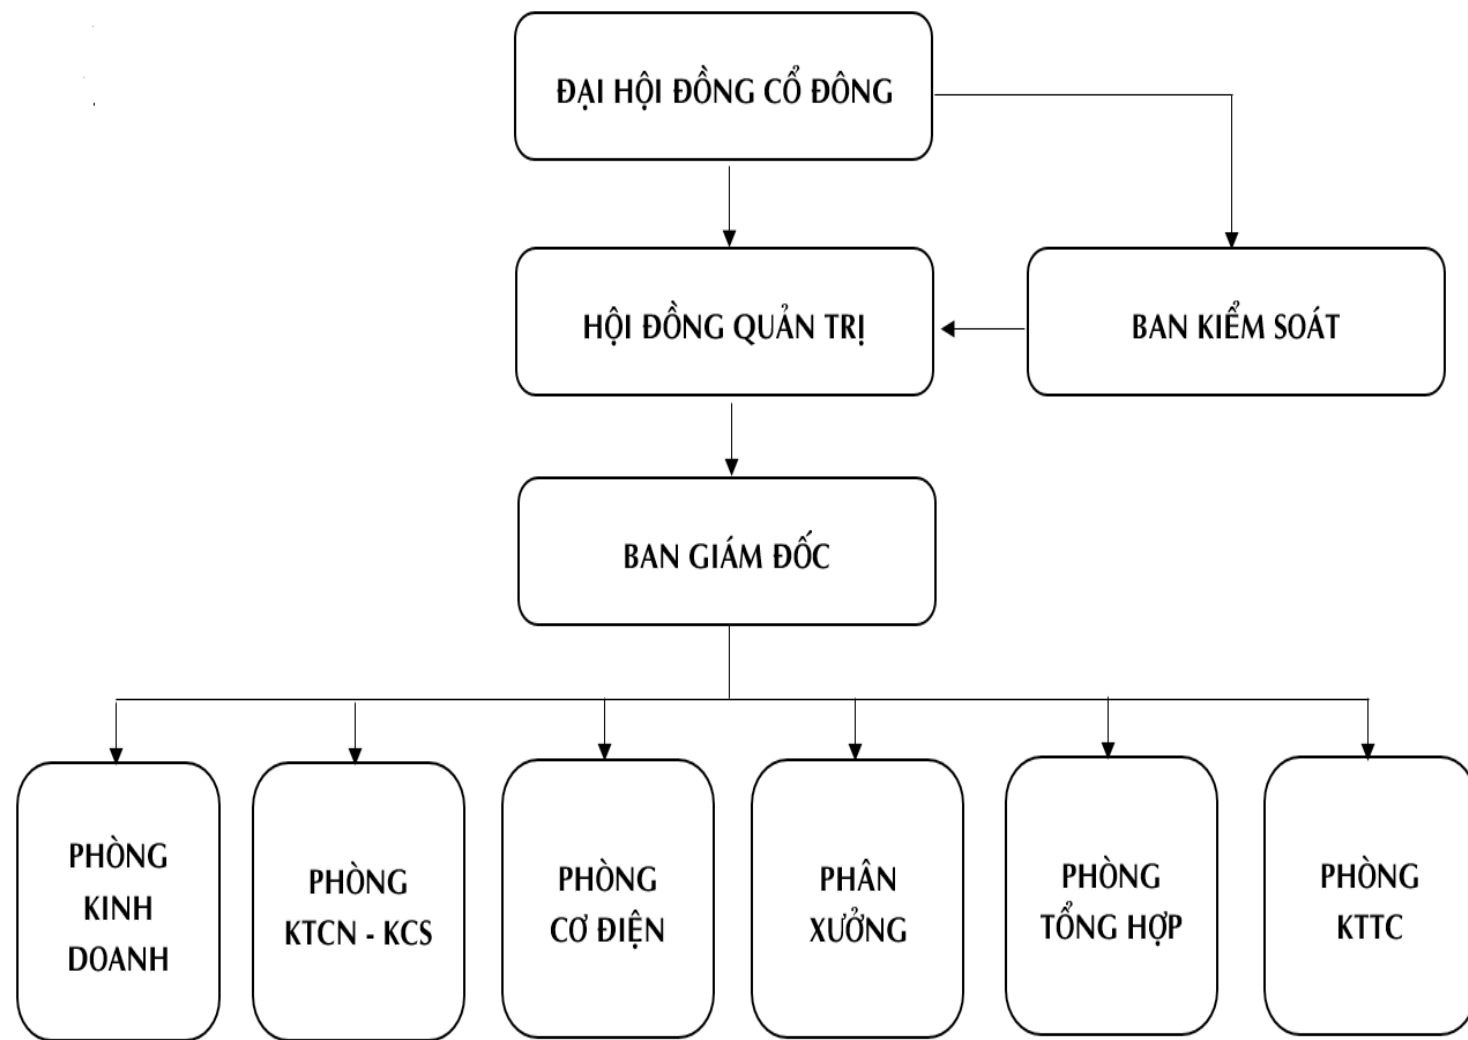 ĐẠI HỘI ĐỒNG CỔ ĐÔNG
HỘI ĐỒNG QUẢN TRỊ
BAN KIỂM SOÁT
BAN GIÁM ĐỐC
PHÒNG
KINH
DOANH
PHÒNG
KTCN - KCS
PHÒNG
CƠ ĐIỆN
PHÂN
XƯỞNG
PHÒNG
TỔNG HỢP
PHÒNG
KTTC